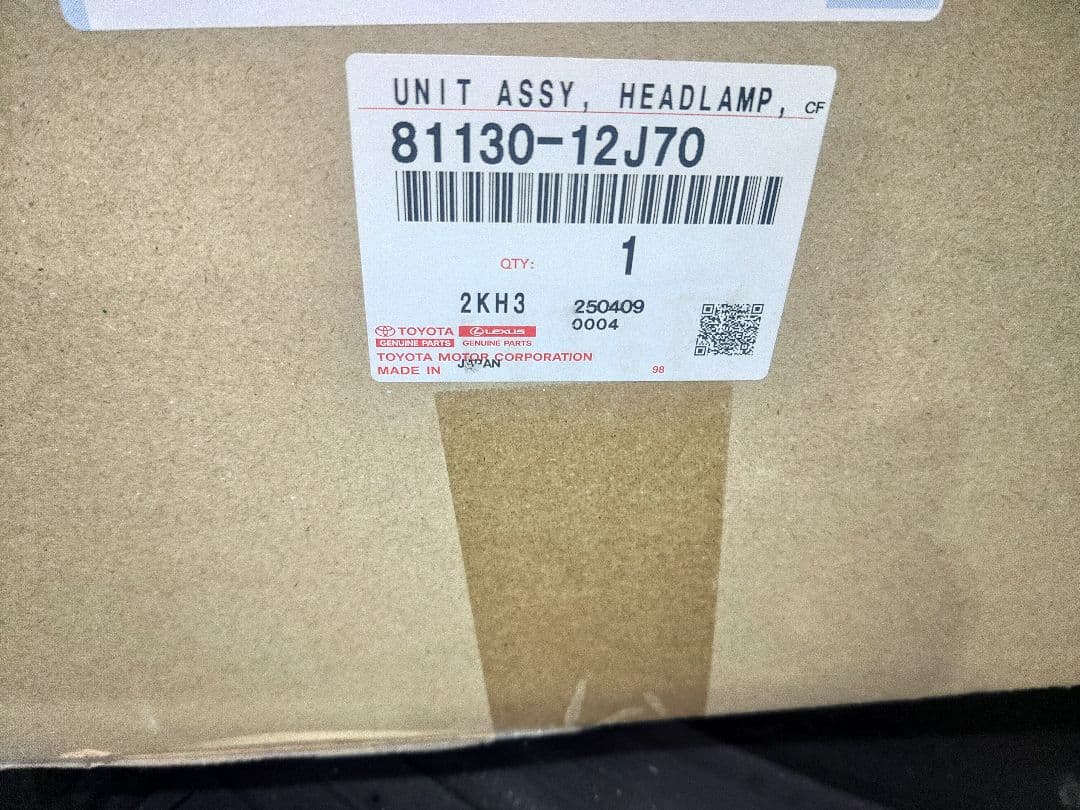 UNIT ASSY, HEADLAMP, CF
81130-12J70
QTY: 1
2KH3 250409
0004
TOYOTA LEXUS
GENUINE PARTS GENUINE PARTS
TOYOTA MOTOR CORPORATION
MADE IN JAPAN 98